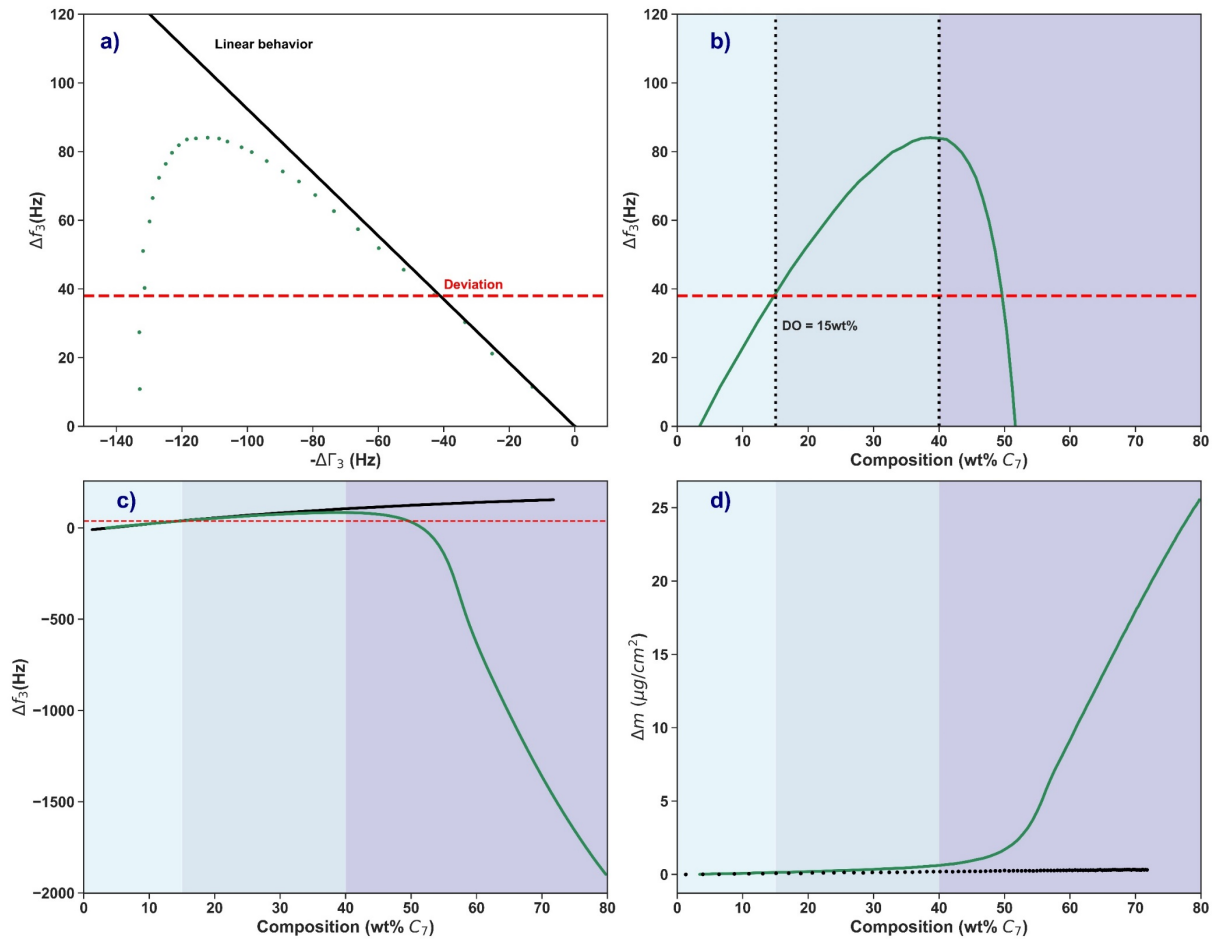 a)
Linear behavior
Deviation
120
100
80
60
40
20
0
Δf₃(Hz)
−140 −120 −100 −80 −60 −40 −20 0
-ΔΓ₃ (Hz)
b)
DO = 15wt%
120
100
80
60
40
20
0
Δf₃(Hz)
0 10 20 30 40 50 60 70 80
Composition (wt% C₇)
c)
0
−500
−1000
−1500
−2000
Δf₃(Hz)
0 10 20 30 40 50 60 70 80
Composition (wt% C₇)
d)
25
20
15
10
5
0
Δm (μg/cm²)
0 10 20 30 40 50 60 70 80
Composition (wt% C₇)